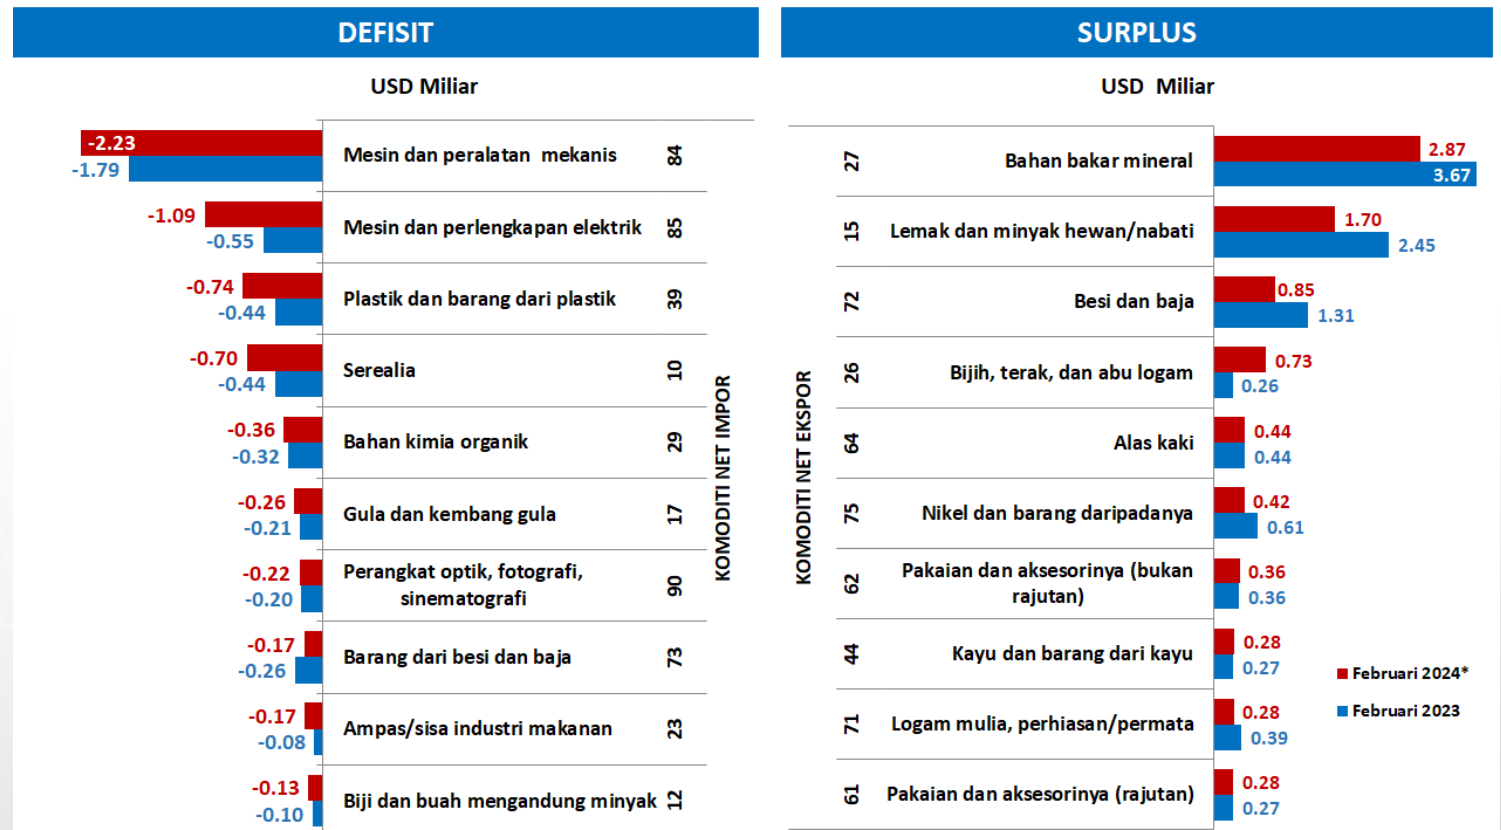 DEFISIT
USD Miliar
-2.23
-1.79
Mesin dan peralatan mekanis
84
-1.09
-0.55
Mesin dan perlengkapan elektrik
85
-0.74
-0.44
Plastik dan barang dari plastik
39
-0.70
-0.44
Serealia
10
-0.36
-0.32
Bahan kimia organik
29
-0.26
-0.21
Gula dan kembang gula
17
-0.22
-0.20
Perangkat optik, fotografi,
sinematografi
90
-0.17
-0.26
Barang dari besi dan baja
73
-0.17
-0.08
Ampas/sisa industri makanan
23
-0.13
-0.10
Biji dan buah mengandung minyak
12
KOMODITI NET IMPOR
SURPLUS
USD Miliar
KOMODITI NET EKSPOR
27
Bahan bakar mineral
2.87
3.67
15
Lemak dan minyak hewan/nabati
1.70
2.45
72
Besi dan baja
0.85
1.31
26
Bijih, terak, dan abu logam
0.73
0.26
64
Alas kaki
0.44
0.44
75
Nikel dan barang daripadanya
0.42
0.61
62
Pakaian dan aksesorinya (bukan
rajutan)
0.36
0.36
44
Kayu dan barang dari kayu
0.28
0.27
71
Logam mulia, perhiasan/permata
0.28
0.39
61
Pakaian dan aksesorinya (rajutan)
0.28
0.27
Februari 2024*
Februari 2023